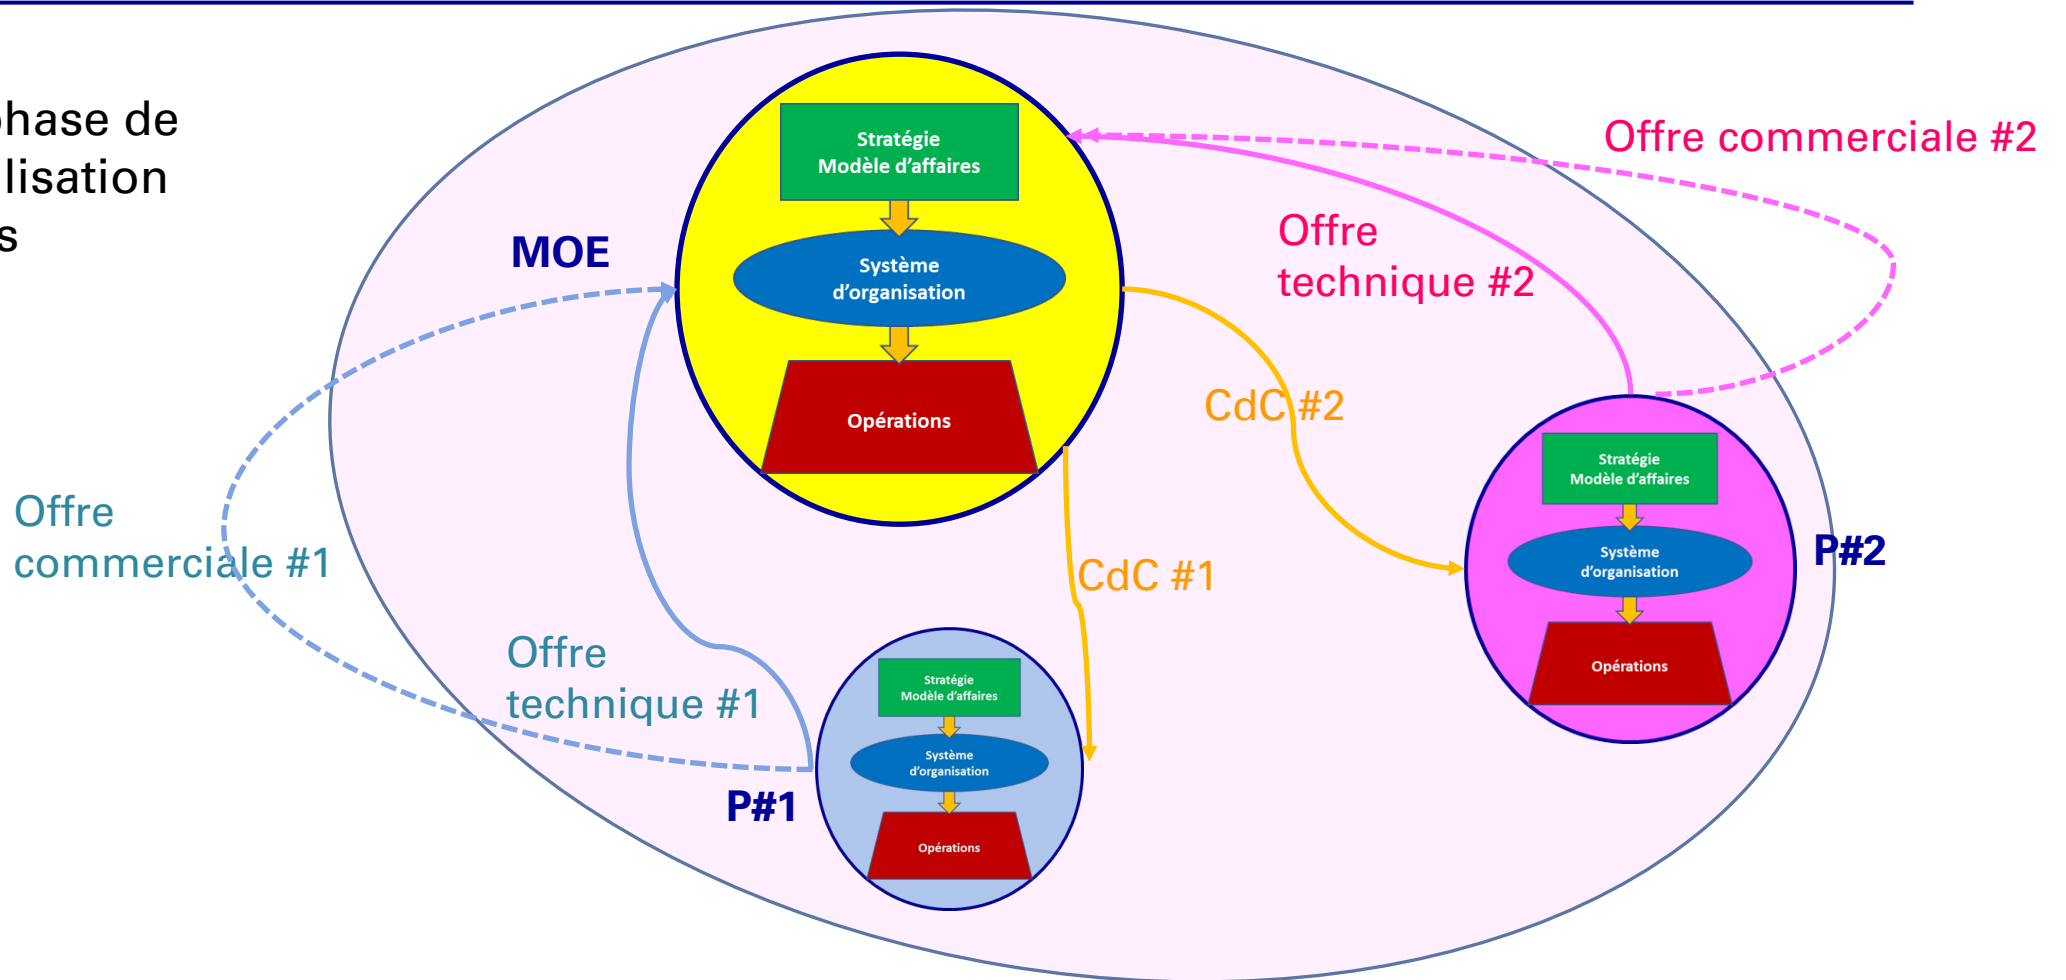 phase de
lisation
s
MOE
Stratégie
Modèle d'affaires
Système
d'organisation
Opérations
Offre commerciale #2
Offre
technique #2
CdC #2
Offre
commerciale #1
CdC #1
Offre
technique #1
P#1
Stratégie
Modèle d'affaires
Système
d'organisation
Opérations
Stratégie
Modèle d'affaires
Système
d'organisation
Opérations
P#2